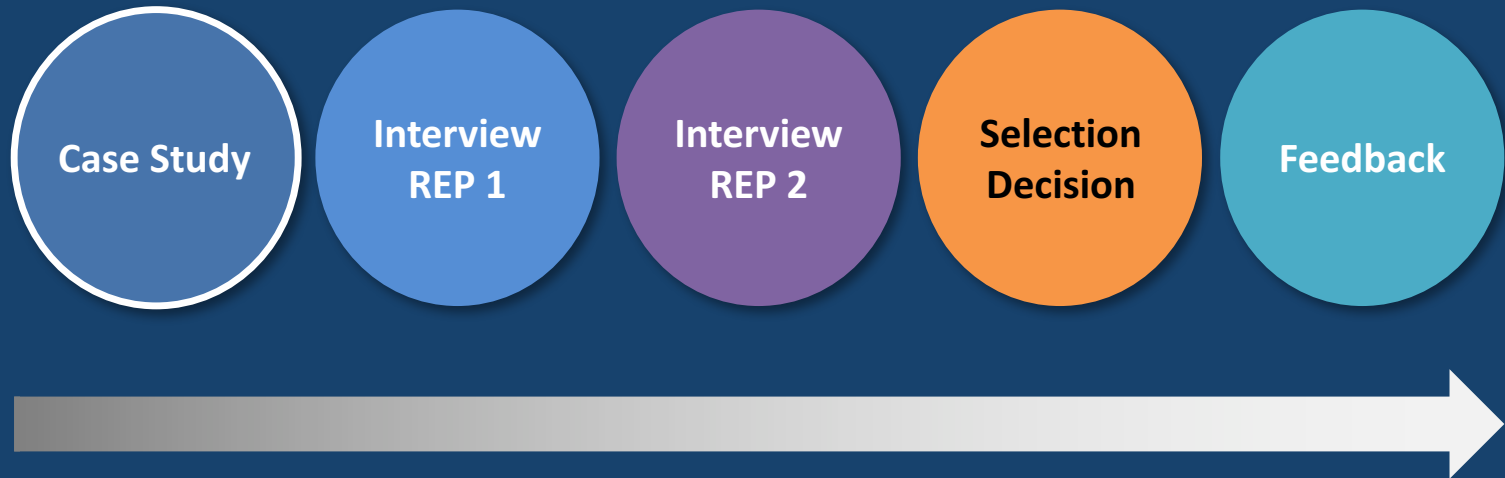 Case Study
Interview
REP 1
Interview
REP 2
Selection
Decision
Feedback